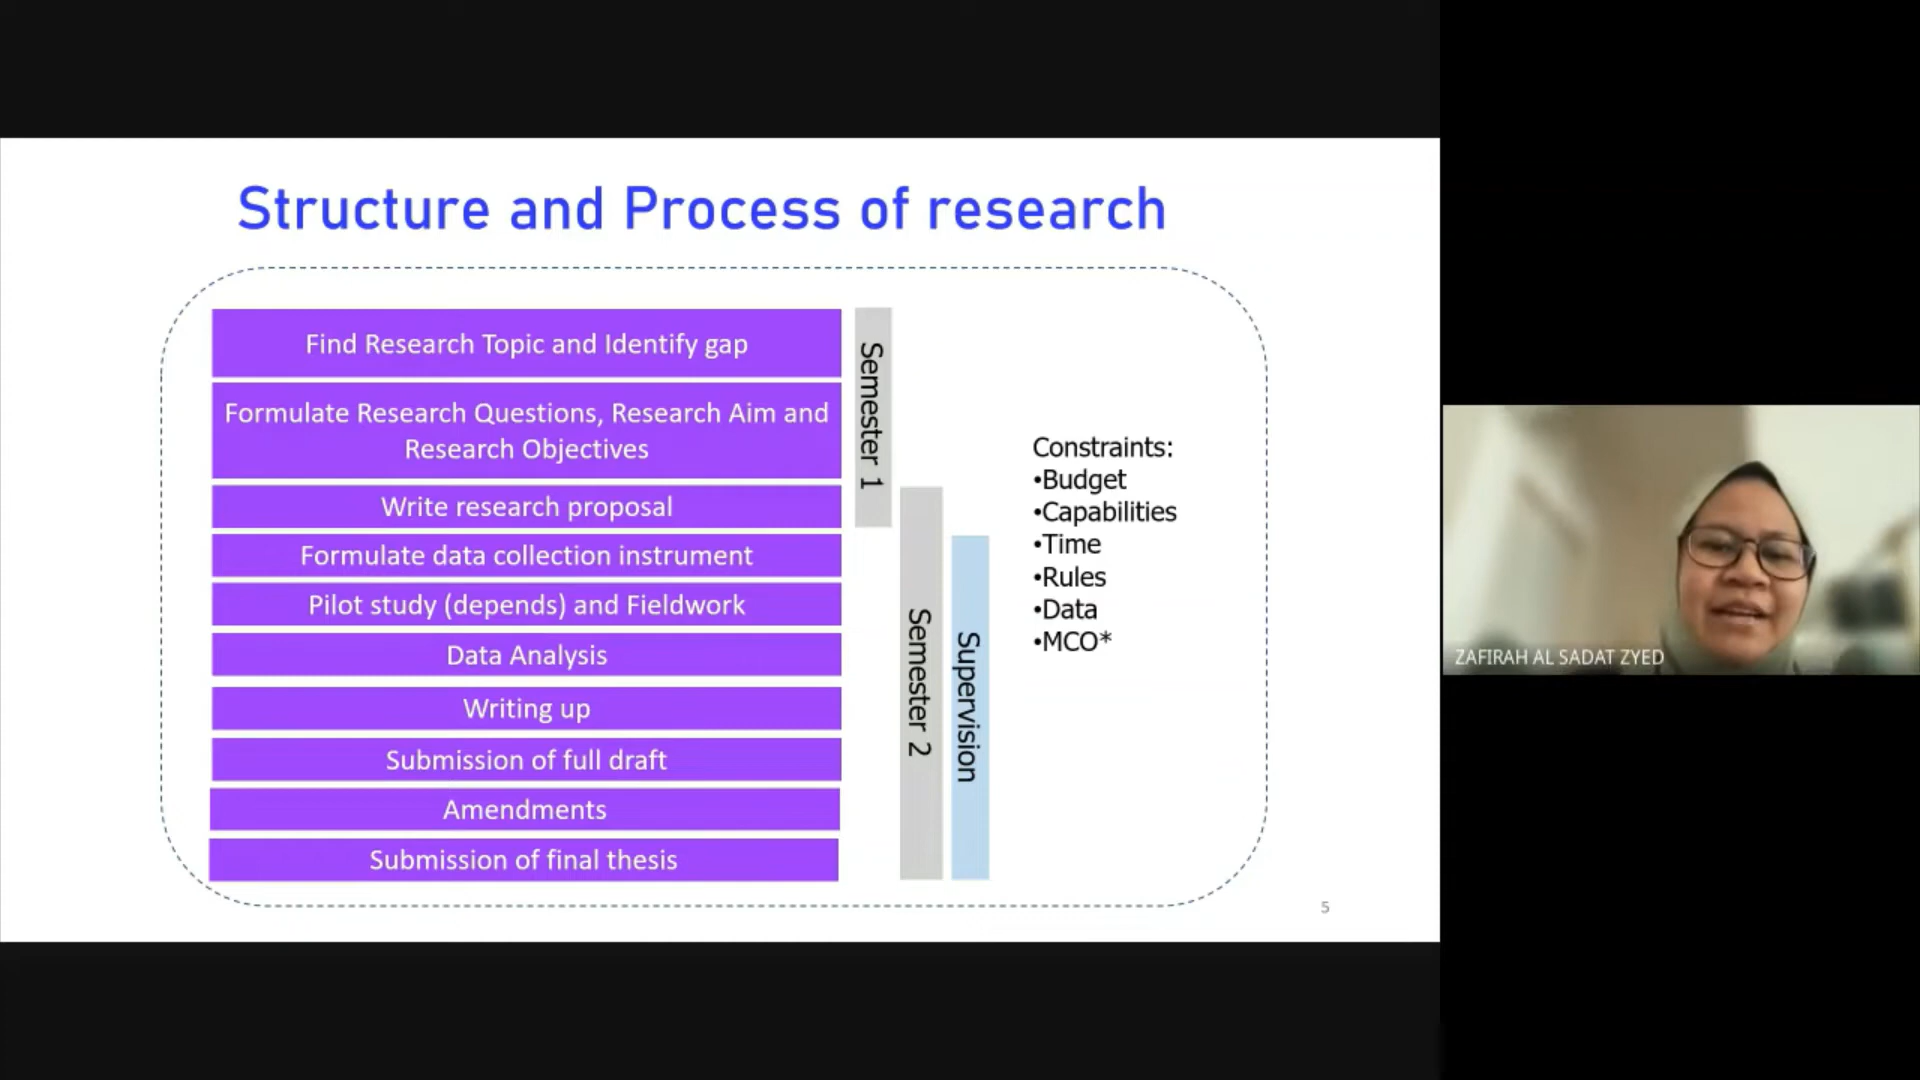 Structure and Process of research
Find Research Topic and Identify gap
Formulate Research Questions, Research Aim and
Research Objectives
Write research proposal
Formulate data collection instrument
Pilot study (depends) and Fieldwork
Data Analysis
Writing up
Submission of full draft
Amendments
Submission of final thesis
Semester 1
Semester 2
Supervision
Constraints:
•Budget
•Capabilities
•Time
•Rules
•Data
•MCO*
5
ZAFIRAH AL SADAT ZYED